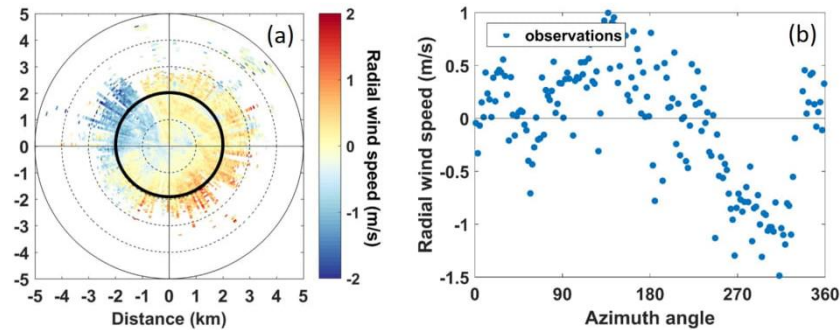 (a)
5
4
3
2
1
0
-1
-2
-3
-4
5
-5 -4 -3 -2 -1 0 1 2 3 4 5
Distance (km)
2
1
0
-1
-2
Radial wind speed (m/s)
(b)
observations
1
0.5
0
-0.5
-1
-1.5
0 90 180 270 360
Radial wind speed (m/s)
Azimuth angle